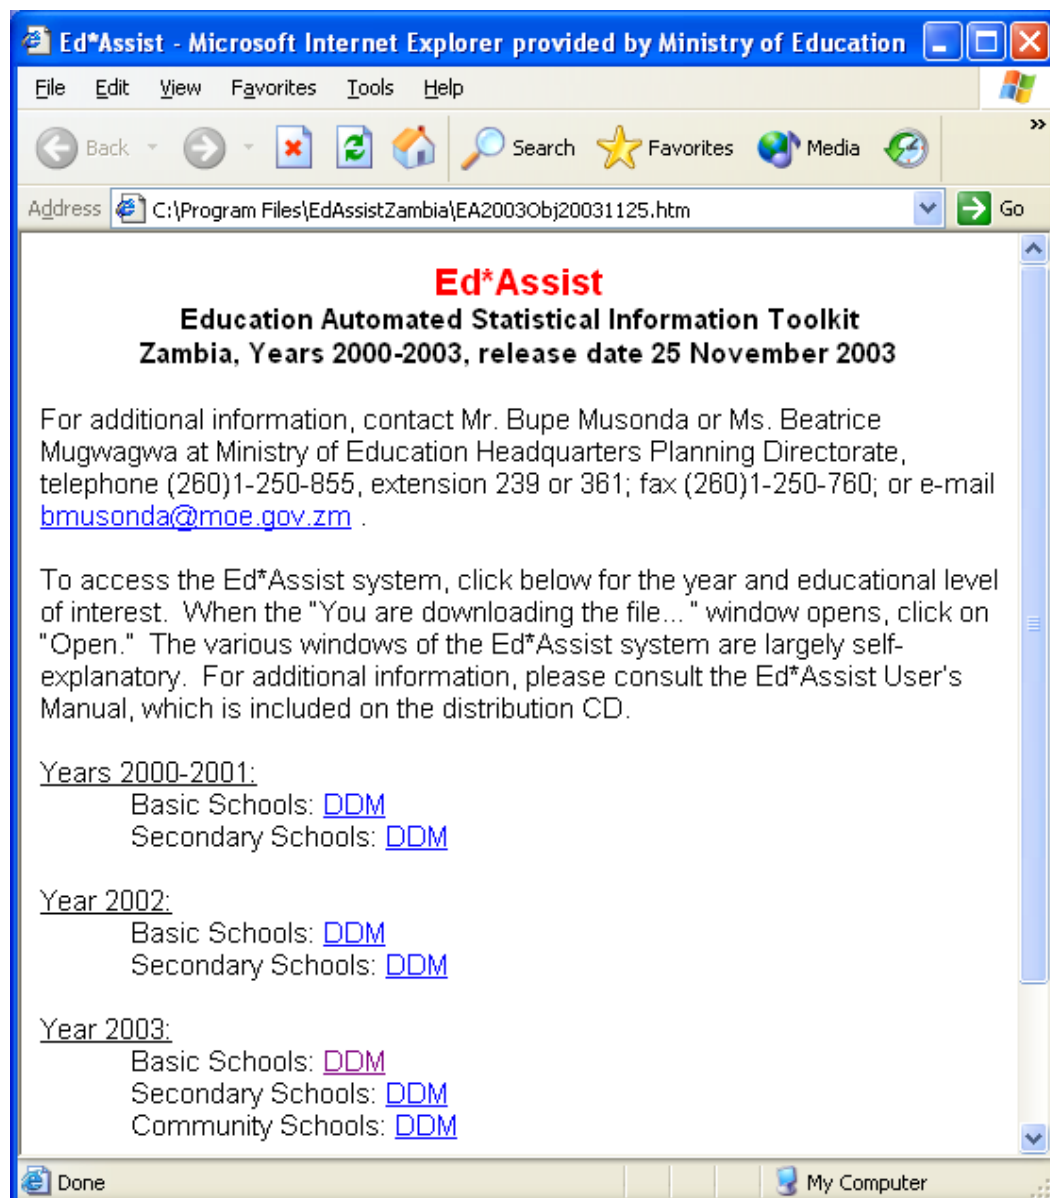 Ed*Assist - Microsoft Internet Explorer provided by Ministry of Education
File Edit View Favorites Tools Help
Back Search Favorites Media »
Address C:\Program Files\EdAssistZambia\EA2003Obj20031125.htm Go
Ed*Assist
Education Automated Statistical Information Toolkit
Zambia, Years 2000-2003, release date 25 November 2003
For additional information, contact Mr. Bupe Musonda or Ms. Beatrice
Mugwagwa at Ministry of Education Headquarters Planning Directorate,
telephone (260)1-250-855, extension 239 or 361; fax (260)1-250-760; or e-mail
bmusonda@moe.gov.zm .
To access the Ed*Assist system, click below for the year and educational level
of interest.  When the "You are downloading the file..." window opens, click on
"Open."  The various windows of the Ed*Assist system are largely self-
explanatory.  For additional information, please consult the Ed*Assist User's
Manual, which is included on the distribution CD.
Years 2000-2001:
Basic Schools: DDM
Secondary Schools: DDM
Year 2002:
Basic Schools: DDM
Secondary Schools: DDM
Year 2003:
Basic Schools: DDM
Secondary Schools: DDM
Community Schools: DDM
Done My Computer